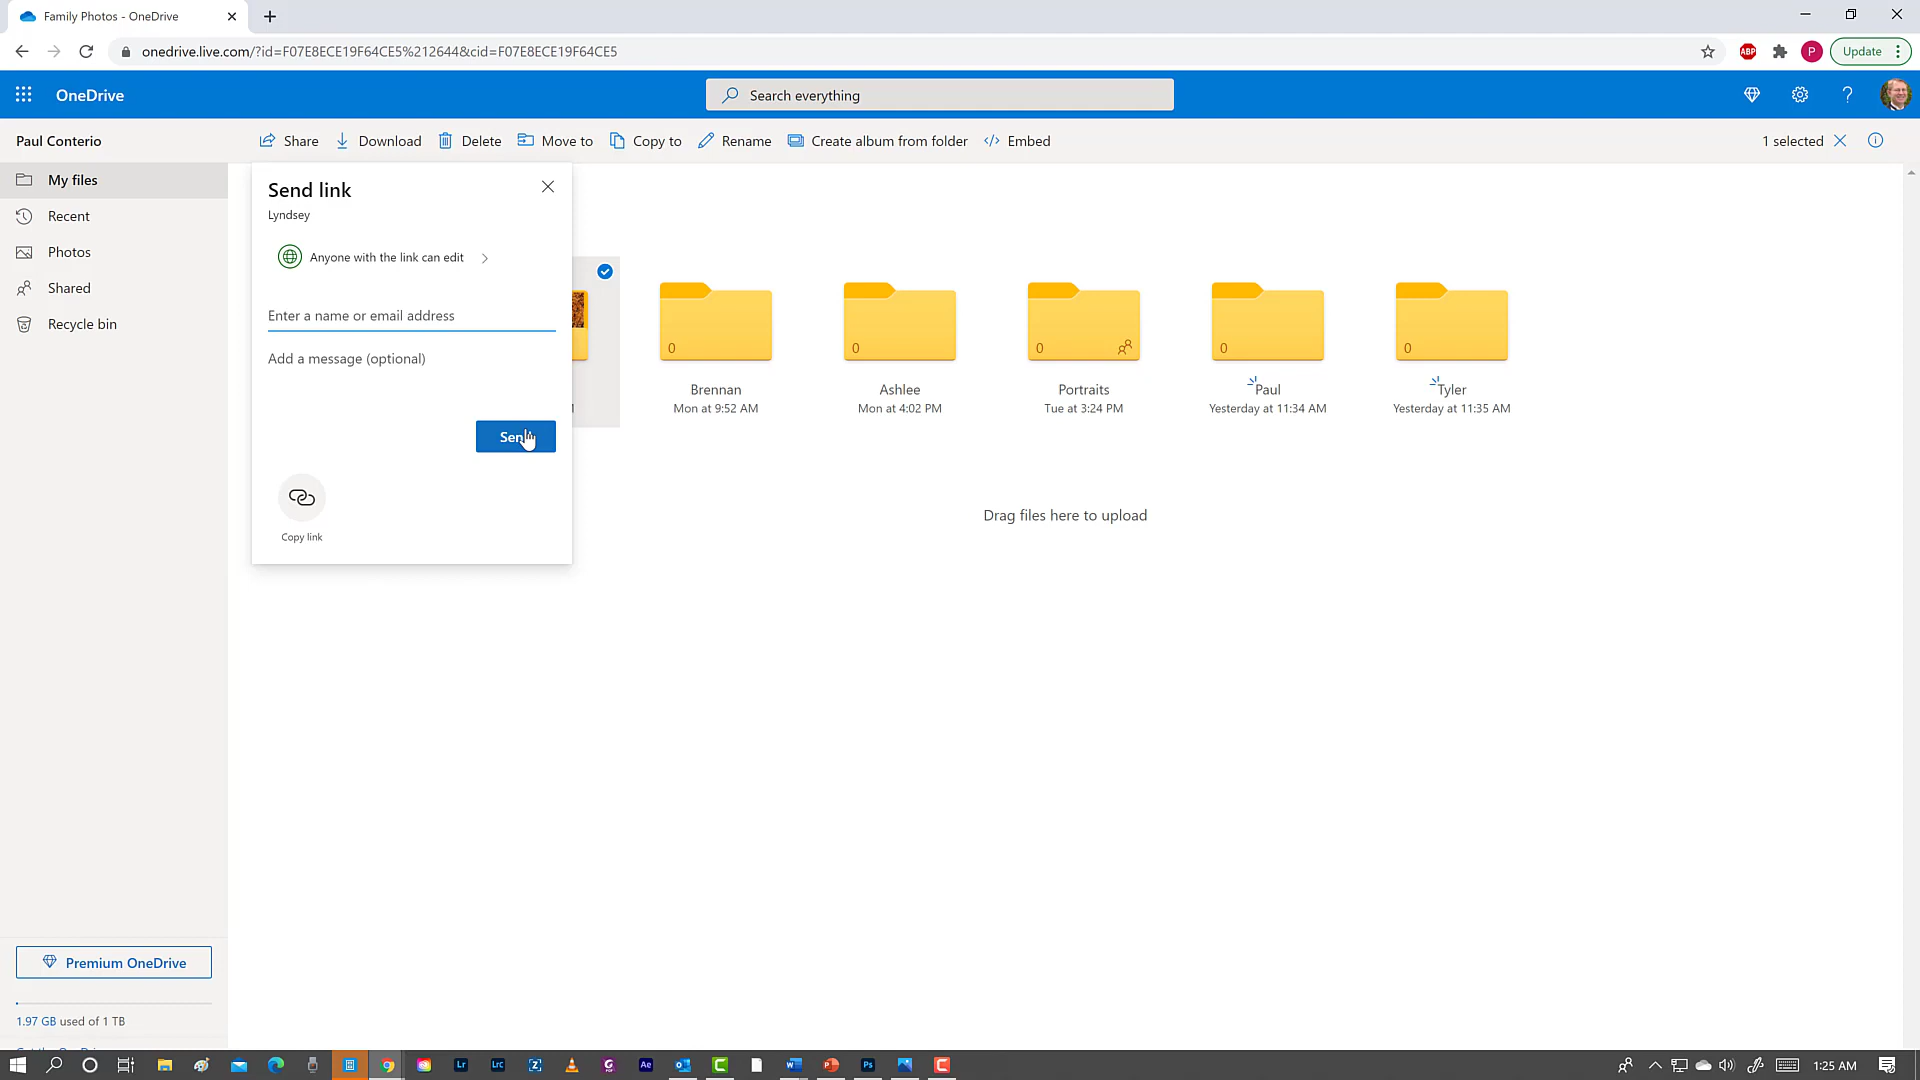 Family Photos - OneDrive
onedrive.live.com/?id=F07E8ECE19F64CE5%212644&cid=F07E8ECE19F64CE5
ABP
P
Update
OneDrive
Search everything
Paul Conterio
Share
Download
Delete
Move to
Copy to
Rename
Create album from folder
Embed
1 selected
My files
Recent
Photos
Shared
Recycle bin
Send link
Lyndsey
Anyone with the link can edit
Enter a name or email address
Add a message (optional)
Send
Copy link
0
Brennan
Mon at 9:52 AM
0
Ashlee
Mon at 4:02 PM
0
Portraits
Tue at 3:24 PM
0
Paul
Yesterday at 11:34 AM
0
Tyler
Yesterday at 11:35 AM
Drag files here to upload
Premium OneDrive
1.97 GB used of 1 TB
Lr
Lrc
Z
Ae
Ps
1:25 AM